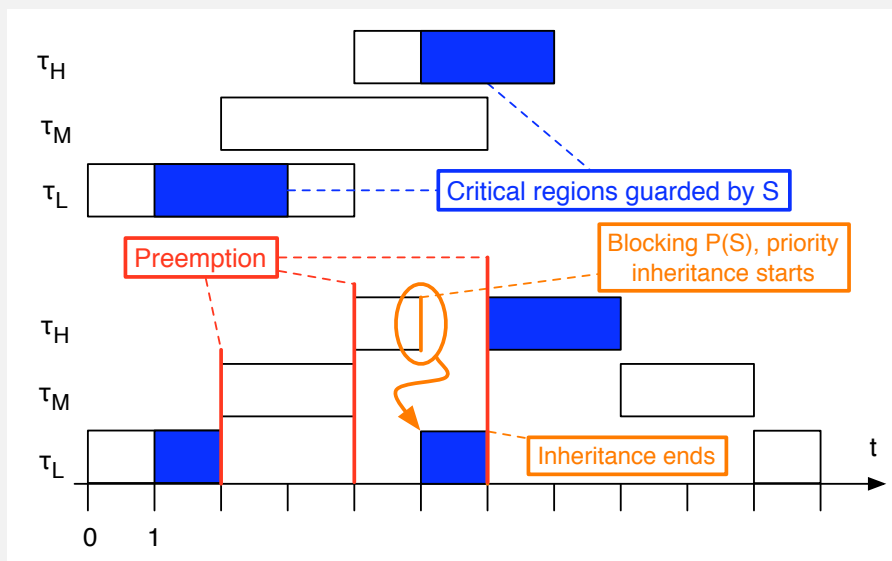 τH
τM
τL
Critical regions guarded by S
Preemption
Blocking P(S), priority
inheritance starts
τH
τM
τL
Inheritance ends
t
0 1